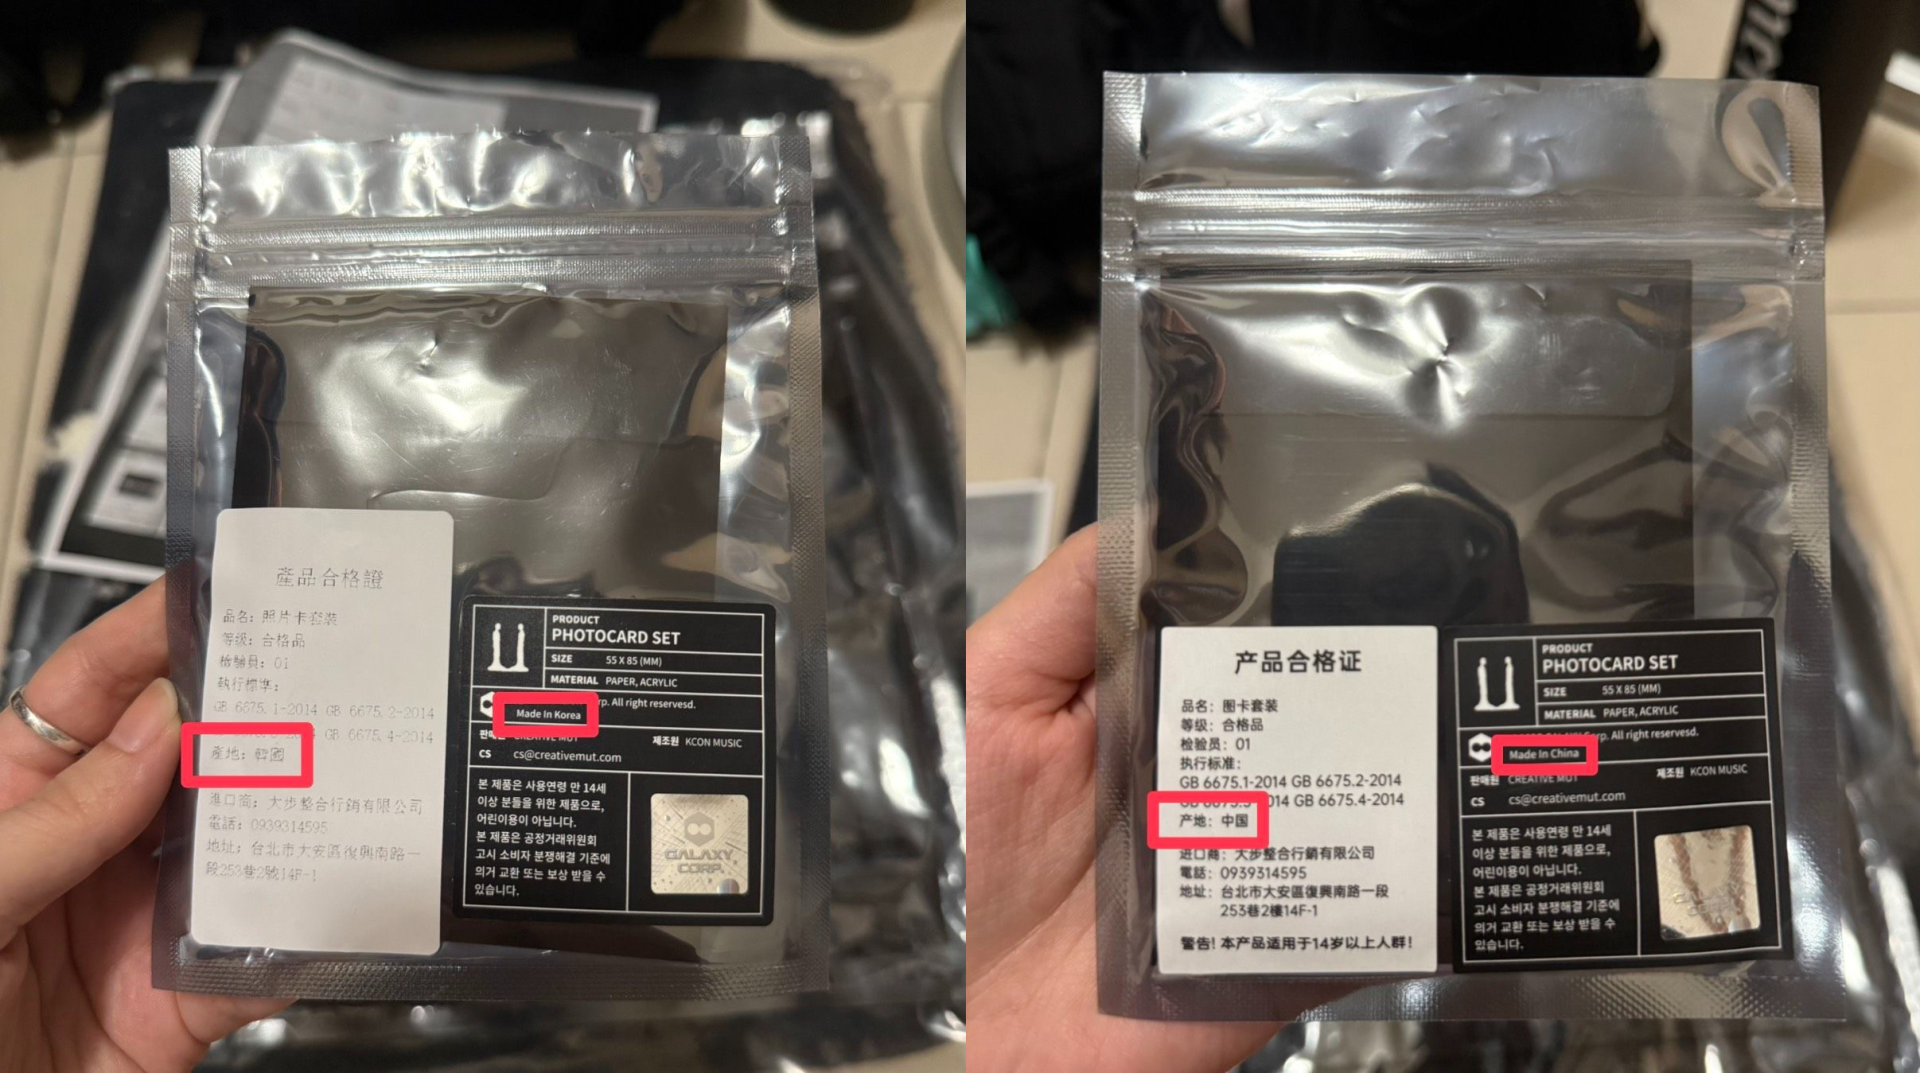 產品合格證
品名：照片卡套裝
等级：合格品
檢驗員：01
執行標準：
GB 6675.1-2014 GB 6675.2-2014
GB 6675.4-2014
產地：韓國
進口商：大步整合行銷有限公司
電話：0939314595
地址：台北市大安區復興南路一
段253巷2號14F-1
PRODUCT
PHOTOCARD SET
SIZE 55 X 85 (MM)
MATERIAL PAPER, ACRYLIC
rp. All right reservesd.
Made In Korea
판매원 CREATIVE MUT 제조원 KCON MUSIC
CS cs@creativemut.com
본 제품은 사용연령 만 14세
이상 분들을 위한 제품으로,
어린이용이 아닙니다.
본 제품은 공정거래위원회
고시 소비자 분쟁해결 기준에
의거 교환 또는 보상 받을 수
있습니다.
GALAXY
CORP.
产品合格证
品名：图卡套装
等级：合格品
检验员：01
执行标准：
GB 6675.1-2014 GB 6675.2-2014
GB 6675.3-2014 GB 6675.4-2014
产地：中国
进口商：大步整合行銷有限公司
電話：0939314595
地址：台北市大安區復興南路一段
253巷2樓14F-1
警告！本产品适用于14岁以上人群！
PRODUCT
PHOTOCARD SET
SIZE 55 X 85 (MM)
MATERIAL PAPER, ACRYLIC
Corp. All right reservesd.
Made In China
판매원 CREATIVE MUT 제조원 KCON MUSIC
CS cs@creativemut.com
본 제품은 사용연령 만 14세
이상 분들을 위한 제품으로,
어린이용이 아닙니다.
본 제품은 공정거래위원회
고시 소비자 분쟁해결 기준에
의거 교환 또는 보상 받을 수
있습니다.